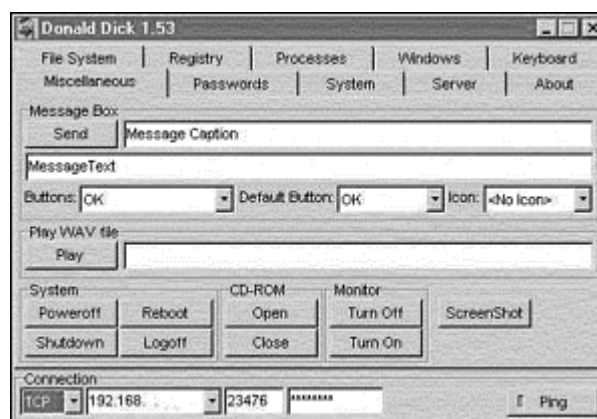 Donald Dick 1.53
File System Registry Processes Windows Keyboard
Miscellaneous Passwords System Server About
Message Box
Send Message Caption
MessageText
Buttons: OK Default Button: OK Icon: <No Icon>
Play WAV file
Play
System CD-ROM Monitor
Poweroff Reboot Open Turn Off ScreenShot
Shutdown Logoff Close Turn On
Connection
TCP 192.168. 23476 ******** Ping